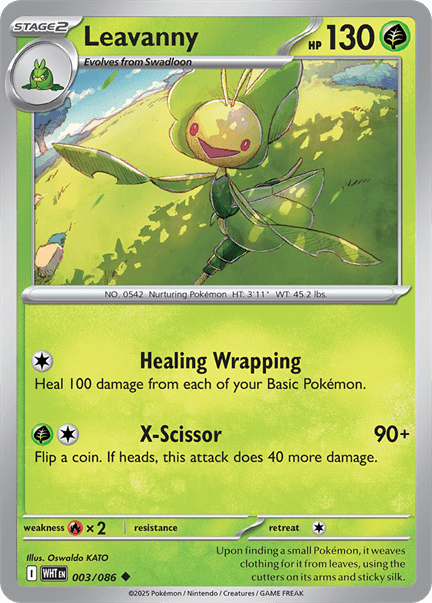 STAGE2
Leavanny
HP 130
Evolves from Swadloon
NO. 0542 Nurturing Pokémon HT: 3'11" WT: 45.2 lbs.
Healing Wrapping
Heal 100 damage from each of your Basic Pokémon.
X-Scissor 90+
Flip a coin. If heads, this attack does 40 more damage.
weakness ×2 resistance retreat
Illus. Oswaldo KATO
I WHT EN 003/086
©2025 Pokémon / Nintendo / Creatures / GAME FREAK
Upon finding a small Pokémon, it weaves
clothing for it from leaves, using the
cutters on its arms and sticky silk.